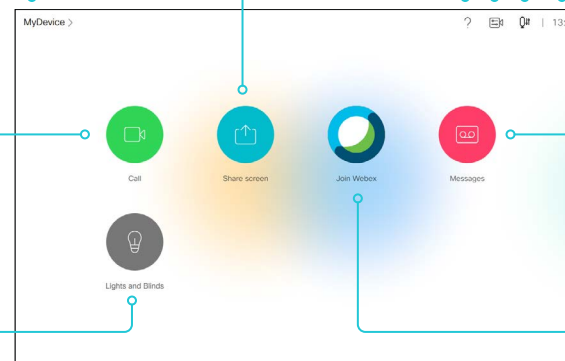 MyDevice >
? | 13:
Call
Share screen
Join Webex
Messages
Lights and Blinds